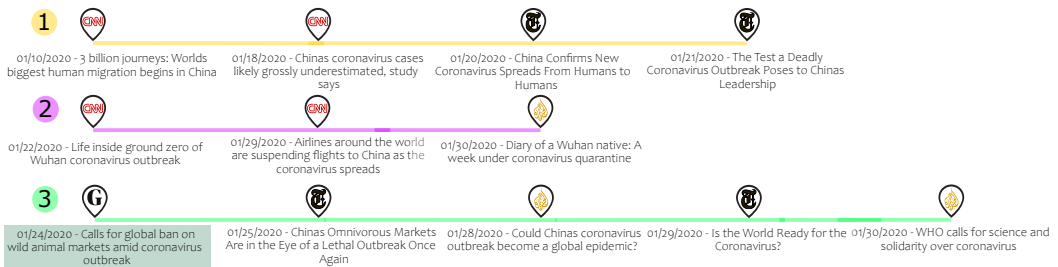 1
CNN
CNN
01/10/2020 - 3 billion journeys: Worlds
biggest human migration begins in China
01/18/2020 - Chinas coronavirus cases
likely grossly underestimated, study
says
01/20/2020 - China Confirms New
Coronavirus Spreads From Humans to
Humans
01/21/2020 - The Test a Deadly
Coronavirus Outbreak Poses to Chinas
Leadership
2
CNN
CNN
01/22/2020 - Life inside ground zero of
Wuhan coronavirus outbreak
01/29/2020 - Airlines around the world
are suspending flights to China as the
coronavirus spreads
01/30/2020 - Diary of a Wuhan native: A
week under coronavirus quarantine
3
G
01/24/2020 - Calls for global ban on
wild animal markets amid coronavirus
outbreak
01/25/2020 - Chinas Omnivorous Markets
Are in the Eye of a Lethal Outbreak Once
Again
01/28/2020 - Could Chinas coronavirus
outbreak become a global epidemic?
01/29/2020 - Is the World Ready for the
Coronavirus?
01/30/2020 - WHO calls for science and
solidarity over coronavirus